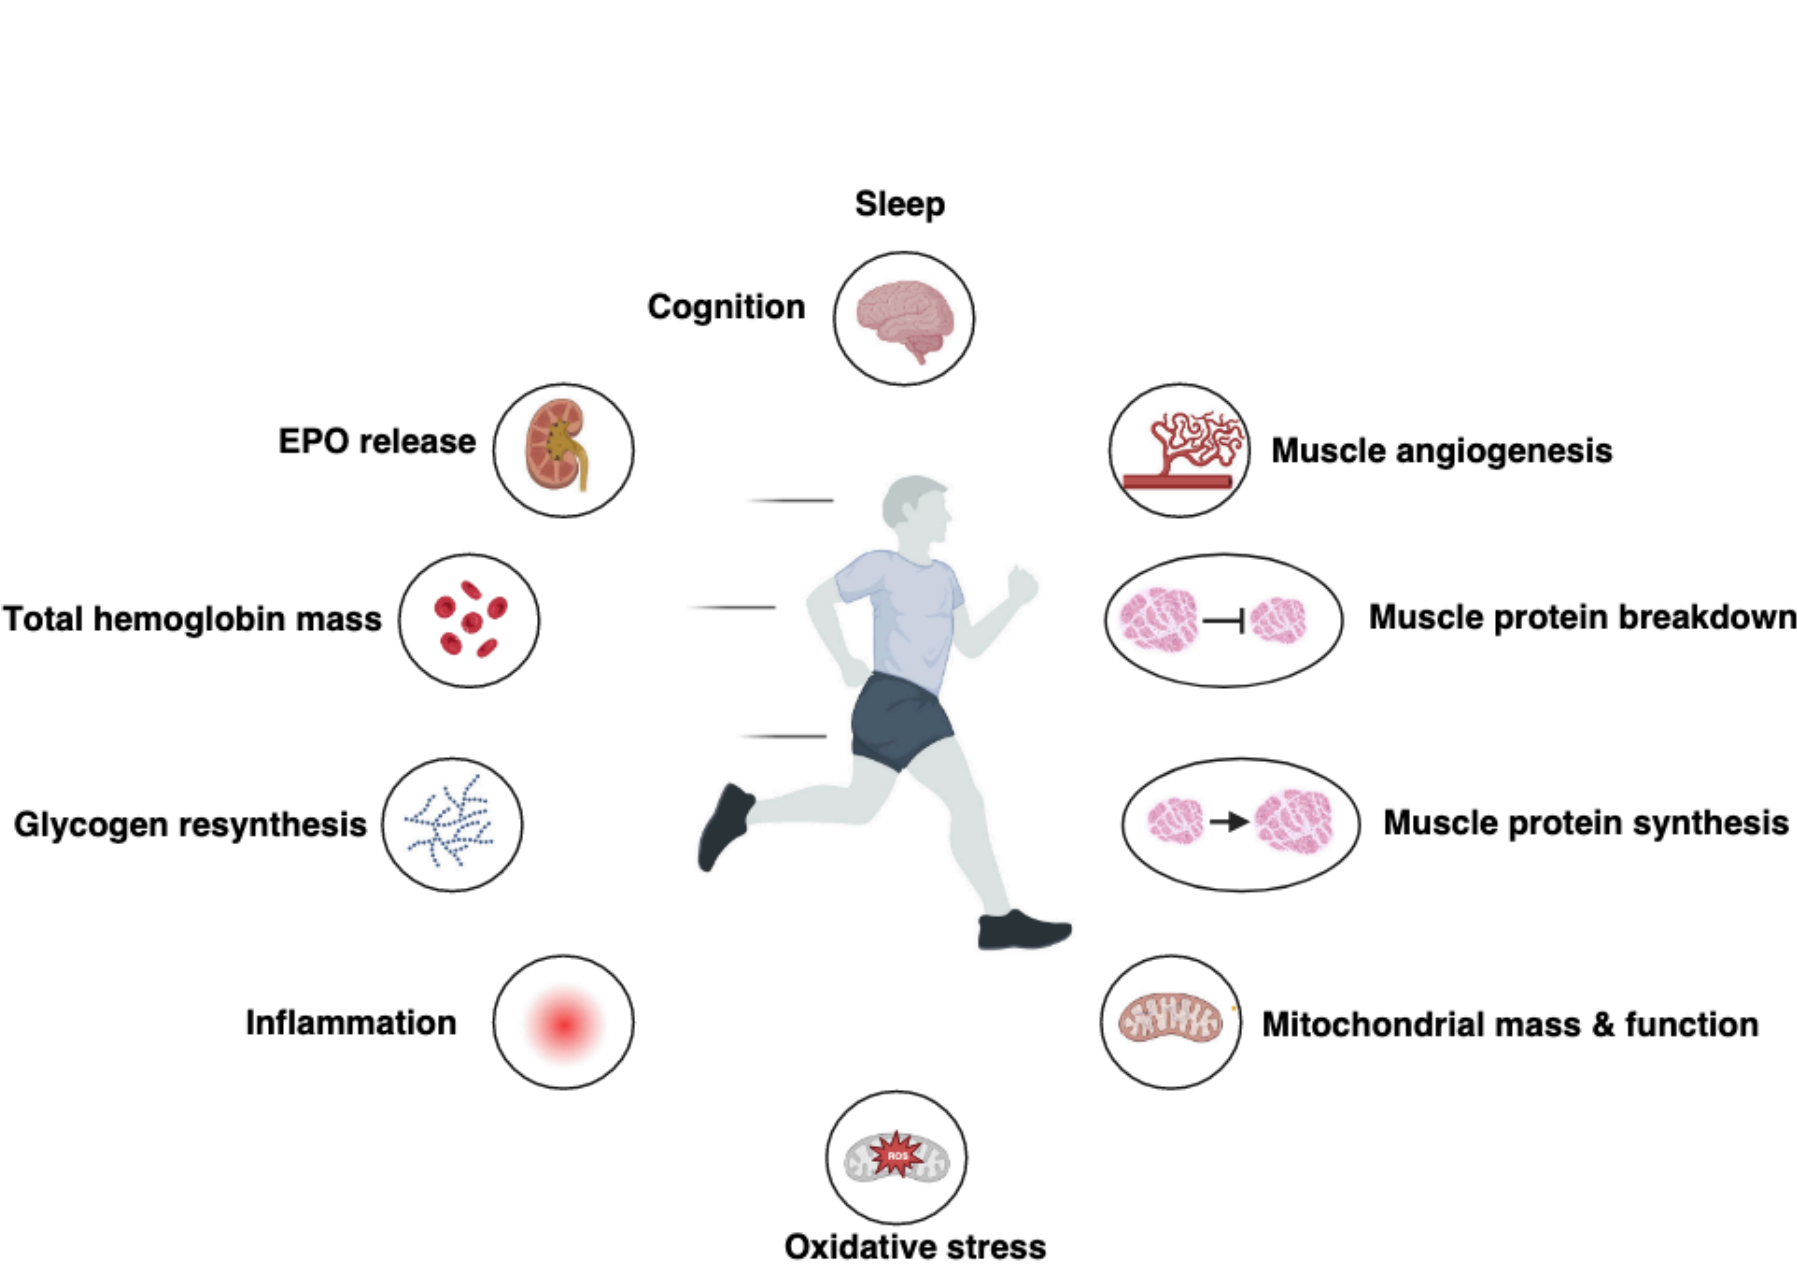 Sleep
Cognition
EPO release
Muscle angiogenesis
Total hemoglobin mass
Muscle protein breakdown
Glycogen resynthesis
Muscle protein synthesis
Inflammation
Mitochondrial mass & function
ROS
Oxidative stress